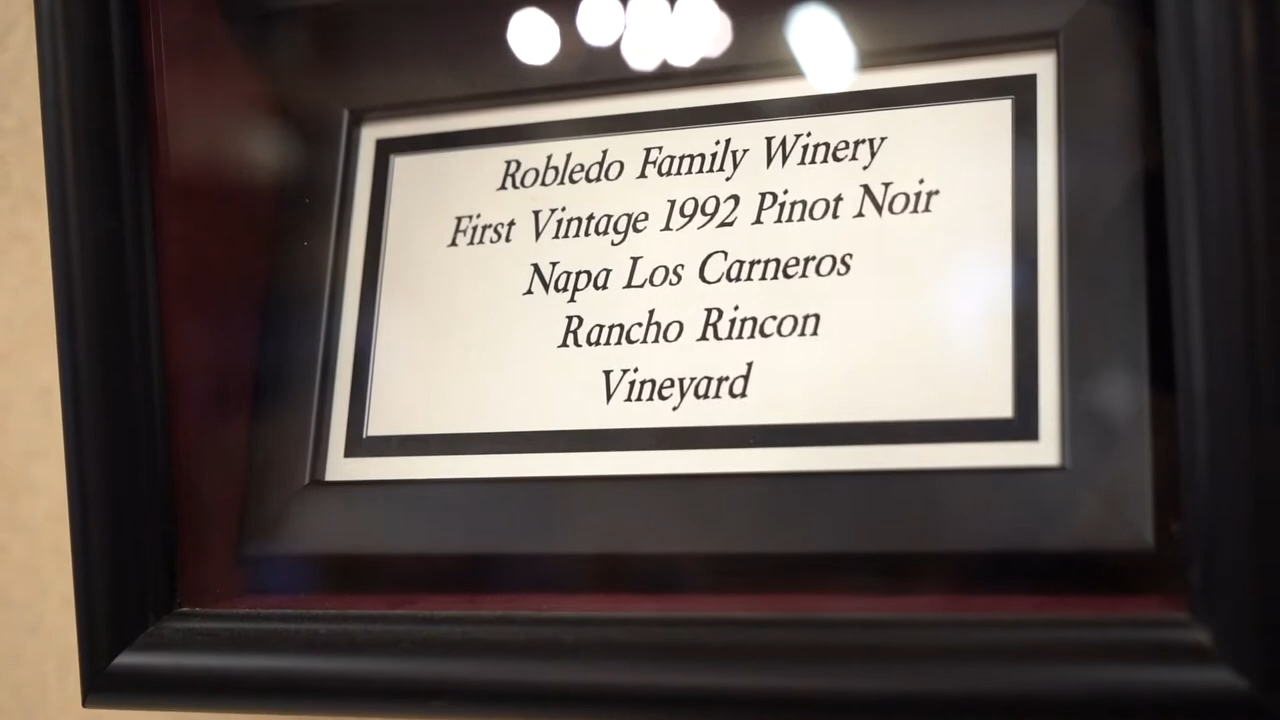 Robledo Family Winery
First Vintage 1992 Pinot Noir
Napa Los Carneros
Rancho Rincon
Vineyard